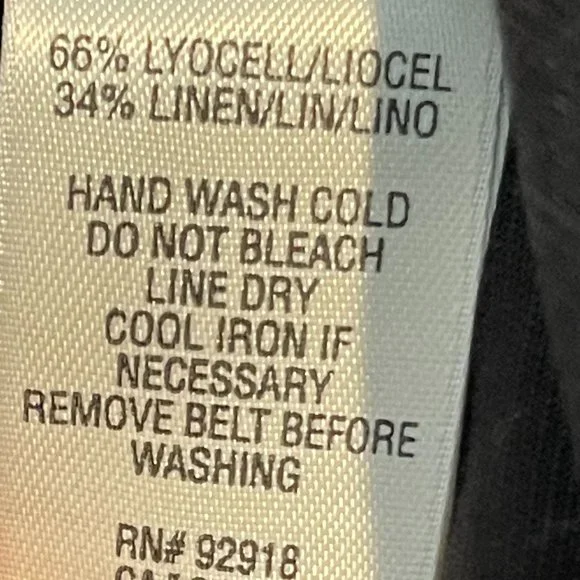 66% LYOCELL/LIOCEL
34% LINEN/LIN/LINO
HAND WASH COLD
DO NOT BLEACH
LINE DRY
COOL IRON IF
NECESSARY
REMOVE BELT BEFORE
WASHING
RN# 92918